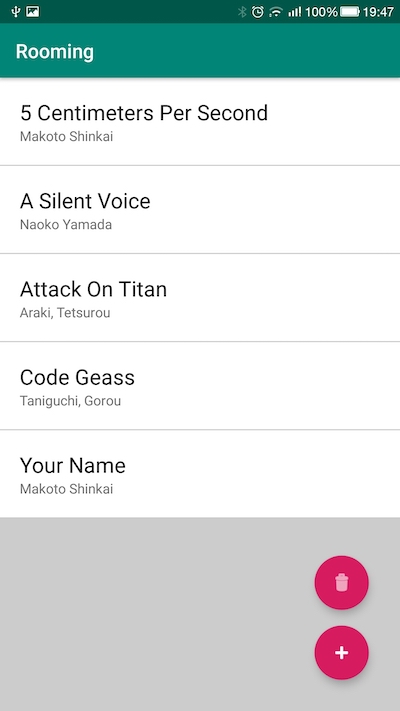 100% 19:47
Rooming
5 Centimeters Per Second
Makoto Shinkai
A Silent Voice
Naoko Yamada
Attack On Titan
Araki, Tetsurou
Code Geass
Taniguchi, Gorou
Your Name
Makoto Shinkai